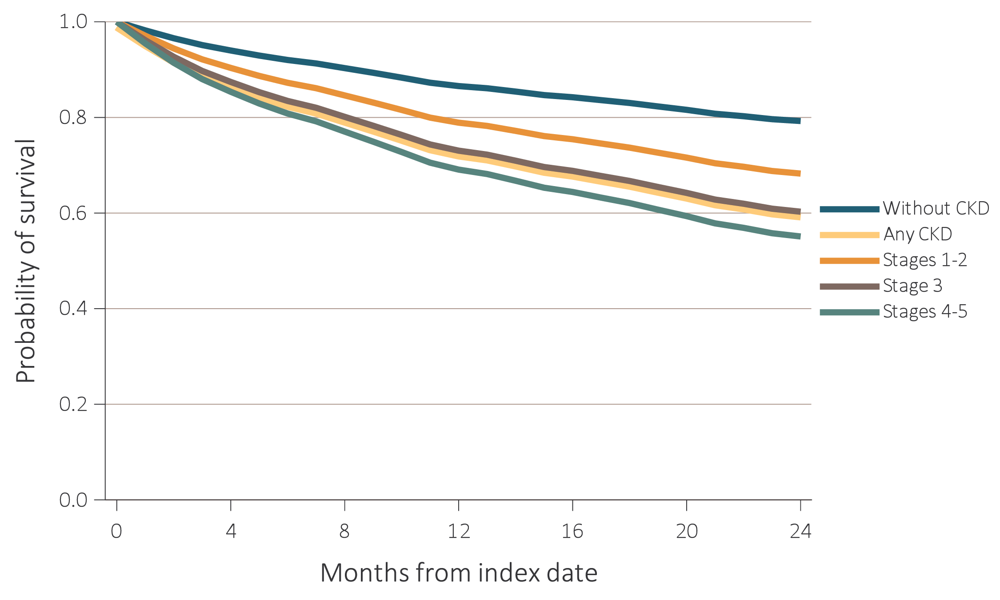 Probability of survival
1.0
0.8
0.6
0.4
0.2
0.0
0 4 8 12 16 20 24
Months from index date
Without CKD
Any CKD
Stages 1-2
Stage 3
Stages 4-5